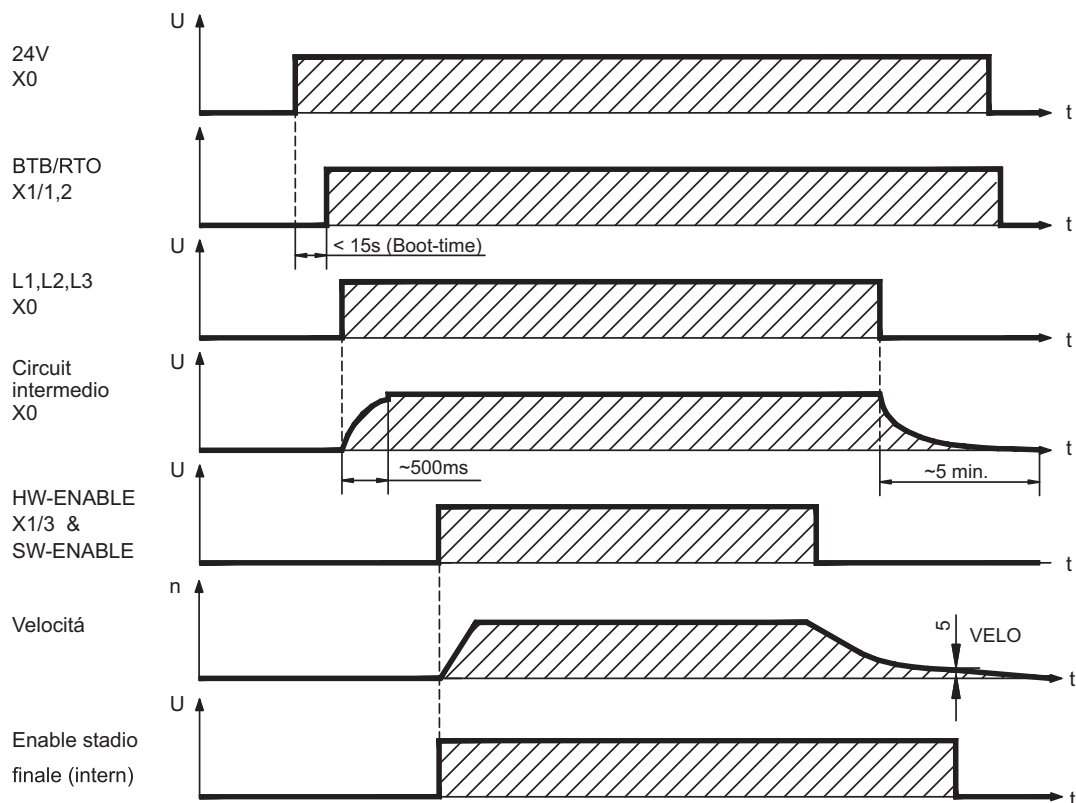 U
24V
X0
t
BTB/RTO
X1/1,2
t
< 15s (Boot-time)
U
L1,L2,L3
X0
t
U
Circuit
intermedio
X0
t
~500ms
~5 min.
U
HW-ENABLE
X1/3 &
SW-ENABLE
t
n
Velocitá
5
VELO
t
U
Enable stadio
finale (intern)
t